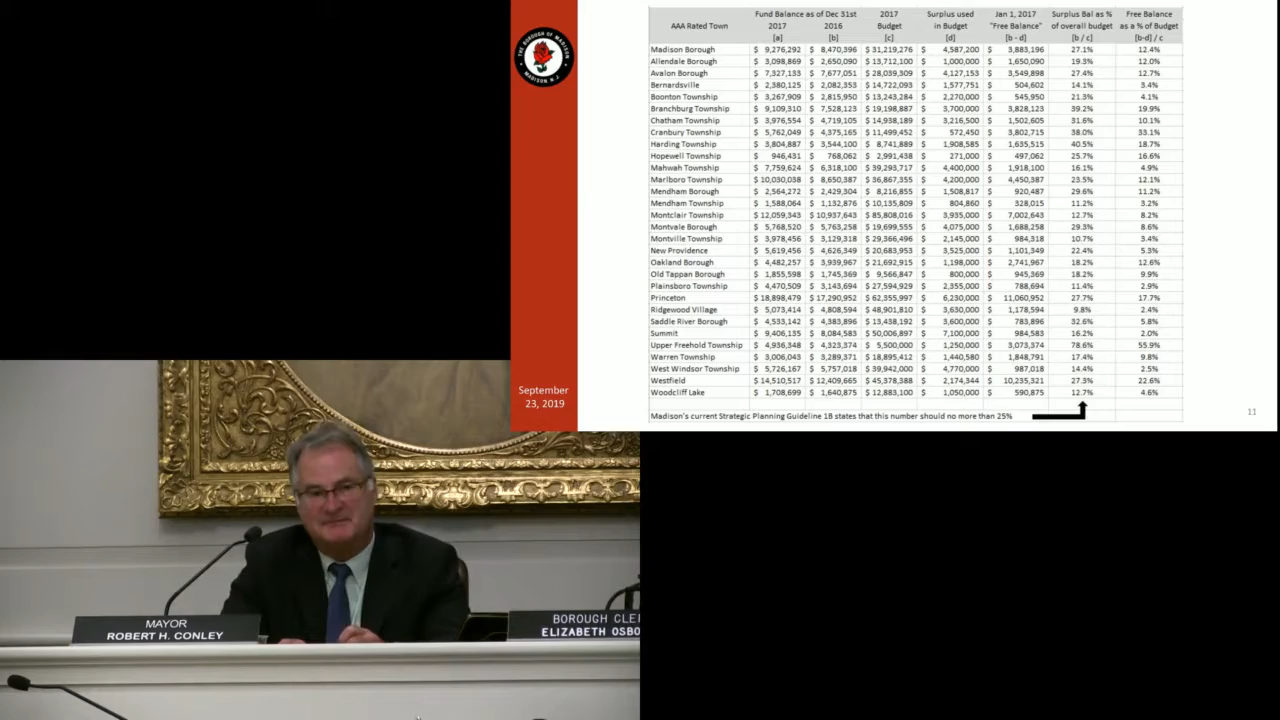 THE BOROUGH OF MADISON
MADISON N.J.
September
23, 2019
AAA Rated Town Fund Balance as of Dec 31st 2017 Surplus used Jan 1, 2017 Surplus Bal as % Free Balance
2017 2016 Budget in Budget "Free Balance" of overall budget as a % of Budget
[a] [b] [c] [d] [b - d] [b / c] [b-d] / c
Madison Borough $ 9,276,292 $ 8,470,396 $ 31,219,276 $ 4,587,200 $ 3,883,196 27.1% 12.4%
Allendale Borough $ 3,098,869 $ 2,650,090 $ 13,712,100 $ 1,000,000 $ 1,650,090 19.3% 12.0%
Avalon Borough $ 7,327,133 $ 7,677,051 $ 28,039,309 $ 4,127,153 $ 3,549,898 27.4% 12.7%
Bernardsville $ 2,380,125 $ 2,082,353 $ 14,722,093 $ 1,577,751 $ 504,602 14.1% 3.4%
Boonton Township $ 3,267,909 $ 2,815,950 $ 13,243,284 $ 2,270,000 $ 545,950 21.3% 4.1%
Branchburg Township $ 9,109,310 $ 7,528,123 $ 19,198,887 $ 3,700,000 $ 3,828,123 39.2% 19.9%
Chatham Township $ 3,976,554 $ 4,719,105 $ 14,938,189 $ 3,216,500 $ 1,502,605 31.6% 10.1%
Cranbury Township $ 5,762,049 $ 4,375,165 $ 11,499,452 $ 572,450 $ 3,802,715 38.0% 33.1%
Harding Township $ 3,804,887 $ 3,544,100 $ 8,741,889 $ 1,908,585 $ 1,635,515 40.5% 18.7%
Hopewell Township $ 946,431 $ 768,062 $ 2,991,438 $ 271,000 $ 497,062 25.7% 16.6%
Mahwah Township $ 7,759,624 $ 6,318,100 $ 39,293,717 $ 4,400,000 $ 1,918,100 16.1% 4.9%
Marlboro Township $ 10,030,038 $ 8,650,387 $ 36,867,355 $ 4,200,000 $ 4,450,387 23.5% 12.1%
Mendham Borough $ 2,564,272 $ 2,429,304 $ 8,216,855 $ 1,508,817 $ 920,487 29.6% 11.2%
Mendham Township $ 1,588,064 $ 1,132,876 $ 10,135,809 $ 804,860 $ 328,015 11.2% 3.2%
Montclair Township $ 12,059,343 $ 10,937,643 $ 85,808,016 $ 3,935,000 $ 7,002,643 12.7% 8.2%
Montvale Borough $ 5,768,520 $ 5,763,258 $ 19,699,555 $ 4,075,000 $ 1,688,258 29.3% 8.6%
Montville Township $ 3,978,456 $ 3,129,318 $ 29,366,496 $ 2,145,000 $ 984,318 10.7% 3.4%
New Providence $ 5,619,456 $ 4,626,349 $ 20,683,953 $ 3,525,000 $ 1,101,349 22.4% 5.3%
Oakland Borough $ 4,482,257 $ 3,939,967 $ 21,692,915 $ 1,198,000 $ 2,741,967 18.2% 12.6%
Old Tappan Borough $ 1,855,598 $ 1,745,369 $ 9,566,847 $ 800,000 $ 945,369 18.2% 9.9%
Plainsboro Township $ 4,470,509 $ 3,143,694 $ 27,594,929 $ 2,355,000 $ 788,694 11.4% 2.9%
Princeton $ 18,898,479 $ 17,290,952 $ 62,355,997 $ 6,230,000 $ 11,060,952 27.7% 17.7%
Ridgewood Village $ 5,073,414 $ 4,808,594 $ 48,901,810 $ 3,630,000 $ 1,178,594 9.8% 2.4%
Saddle River Borough $ 4,533,142 $ 4,383,896 $ 13,438,192 $ 3,600,000 $ 783,896 32.6% 5.8%
Summit $ 9,406,135 $ 8,084,583 $ 50,006,897 $ 7,100,000 $ 984,583 16.2% 2.0%
Upper Freehold Township $ 4,936,348 $ 4,323,374 $ 5,500,000 $ 1,250,000 $ 3,073,374 78.6% 55.9%
Warren Township $ 3,006,043 $ 3,289,371 $ 18,895,412 $ 1,440,580 $ 1,848,791 17.4% 9.8%
West Windsor Township $ 5,726,167 $ 5,757,018 $ 39,942,000 $ 4,770,000 $ 987,018 14.4% 2.5%
Westfield $ 14,510,517 $ 12,409,665 $ 45,378,388 $ 2,174,344 $ 10,235,321 27.3% 22.6%
Woodcliff Lake $ 1,708,699 $ 1,640,875 $ 12,883,100 $ 1,050,000 $ 590,875 12.7% 4.6%
Madison's current Strategic Planning Guideline 1B states that this number should no more than 25%
11
MAYOR
ROBERT H. CONLEY
BOROUGH CLE
ELIZABETH OSBO